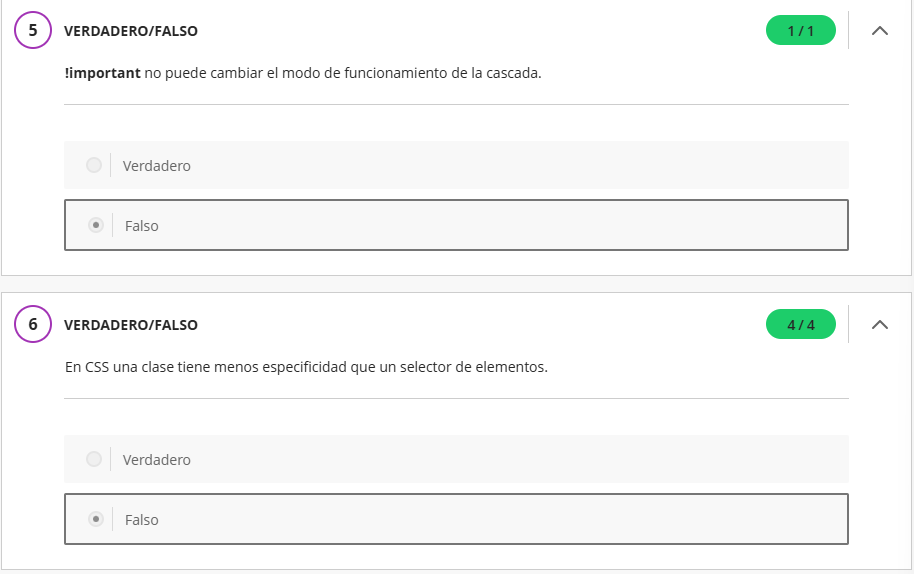 5 VERDADERO/FALSO 1 / 1
!important no puede cambiar el modo de funcionamiento de la cascada.
Verdadero
Falso
6 VERDADERO/FALSO 4 / 4
En CSS una clase tiene menos especificidad que un selector de elementos.
Verdadero
Falso